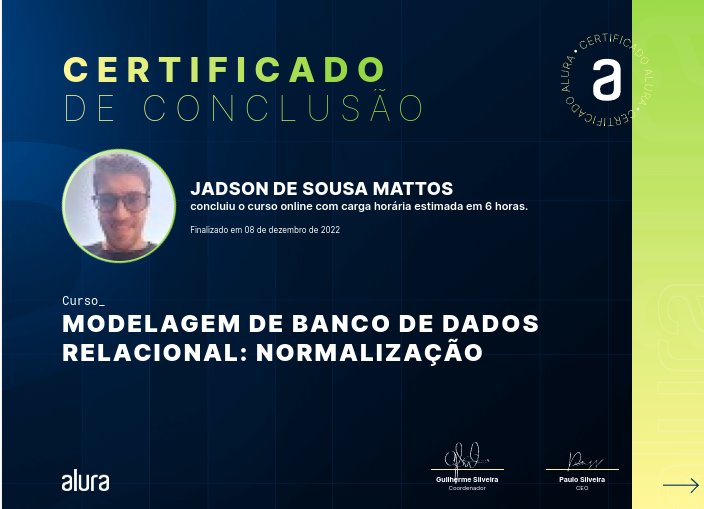 CERTIFICADO
DE CONCLUSÃO
CERTIFICADO ALURA • CERTIFICADO ALURA •
a
JADSON DE SOUSA MATTOS
concluiu o curso online com carga horária estimada em 6 horas.
Finalizado em 08 de dezembro de 2022
Curso_
MODELAGEM DE BANCO DE DADOS
RELACIONAL: NORMALIZAÇÃO
Guilherme Silveira
Coordenador
Paulo Silveira
CEO
alura